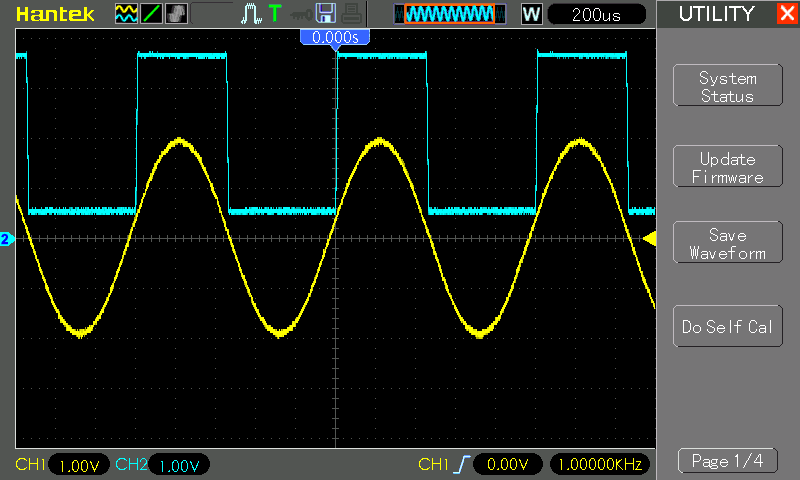 Hantek
T
W
200us
UTILITY
X
0.000s
System
Status
Update
Firmware
Save
Waveform
Do Self Cal
2
CH1 1.00V CH2 1.00V
CH1 0.00V 1.00000KHz
Page 1/4